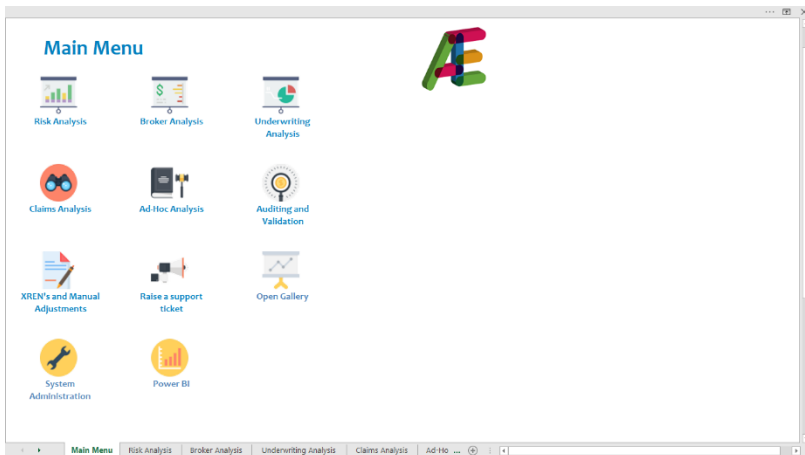 Main Menu
Risk Analysis
Broker Analysis
Underwriting
Analysis
Claims Analysis
Ad-Hoc Analysis
Auditing and
Validation
XREN's and Manual
Adjustments
Raise a support
ticket
Open Gallery
System
Administration
Power BI
Main Menu Risk Analysis Broker Analysis Underwriting Analysis Claims Analysis Ad-Ho ...